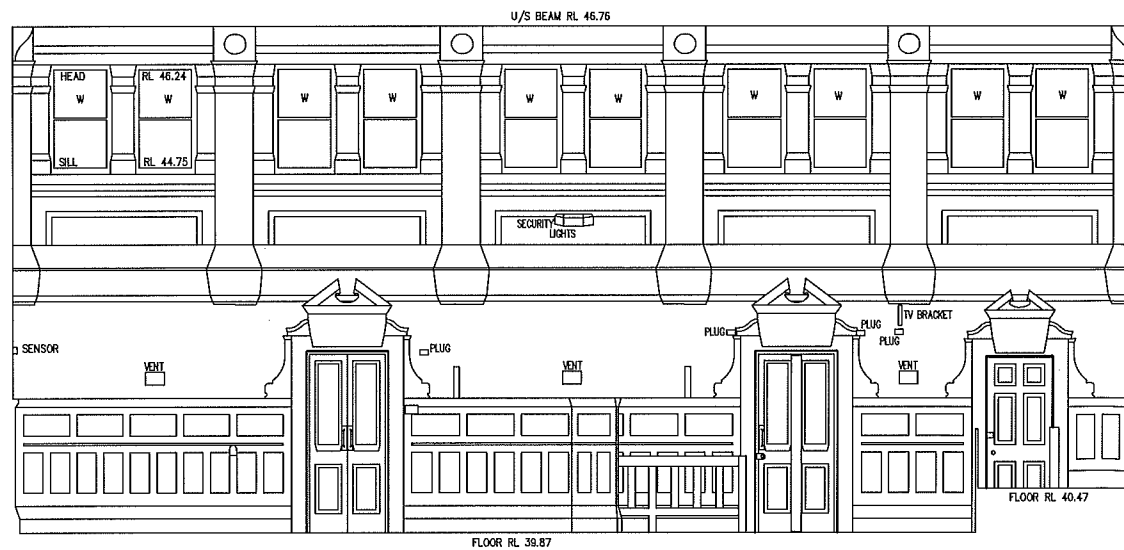 U/S BEAM RL 46.76
HEAD
RL 46.24
W
W
W
W
W
W
W
W
W
W
SILL
RL 44.75
SECURITY
LIGHTS
TV BRACKET
PLUG
PLUG
PLUG
SENSOR
PLUG
VENT
VENT
VENT
FLOOR RL 40.47
FLOOR RL 39.87